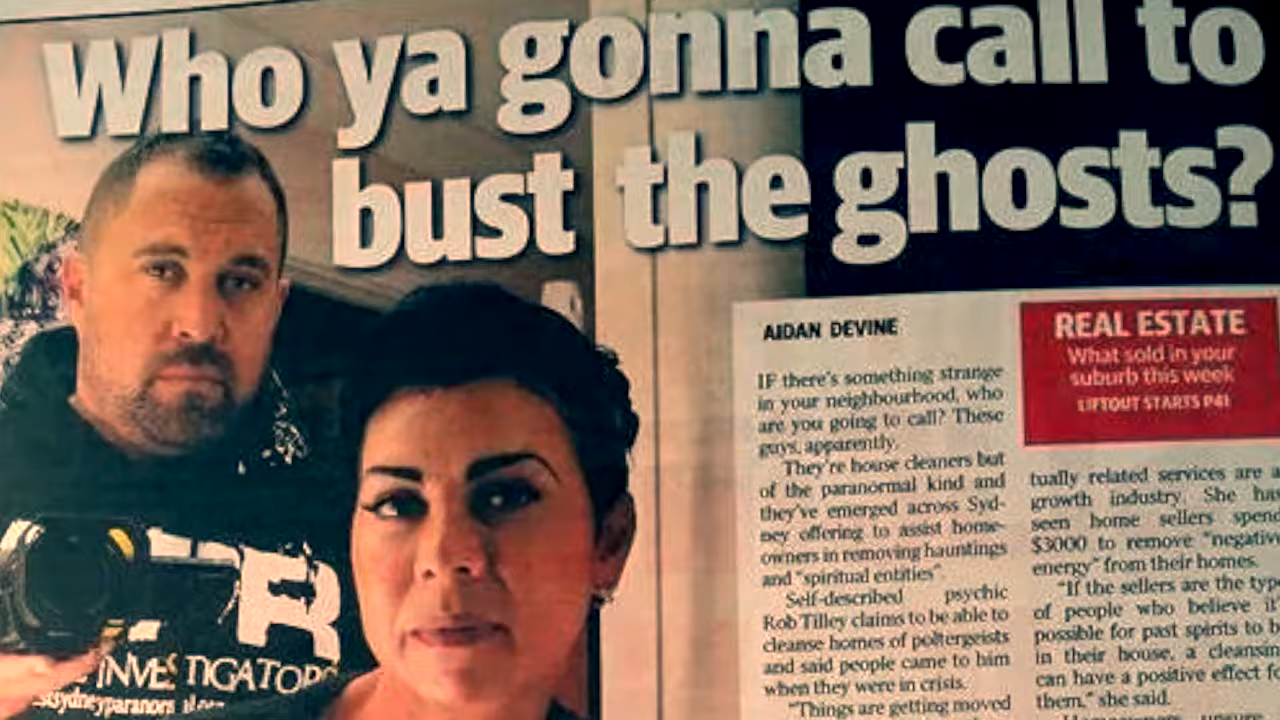 Who ya gonna call to
bust the ghosts?
AIDAN DEVINE
IF there's something strange
in your neighbourhood, who
are you going to call? These
guys, apparently.
They're house cleaners but
of the paranormal kind and
they've emerged across Syd-
ney offering to assist home-
owners in removing hauntings
and "spiritual entities".
Self-described psychic
Rob Tilley claims to be able to
cleanse homes of poltergeists
and said people came to him
when they were in crisis.
"Things are getting moved
REAL ESTATE
What sold in your
suburb this week
LIFTOUT STARTS P41
tually related services are a
growth industry. She has
seen home sellers spend
$3000 to remove "negative
energy" from their homes.
"If the sellers are the type
of people who believe it's
possible for past spirits to be
in their house, a cleansing
can have a positive effect for
them," she said.
R
INVESTIGATORS